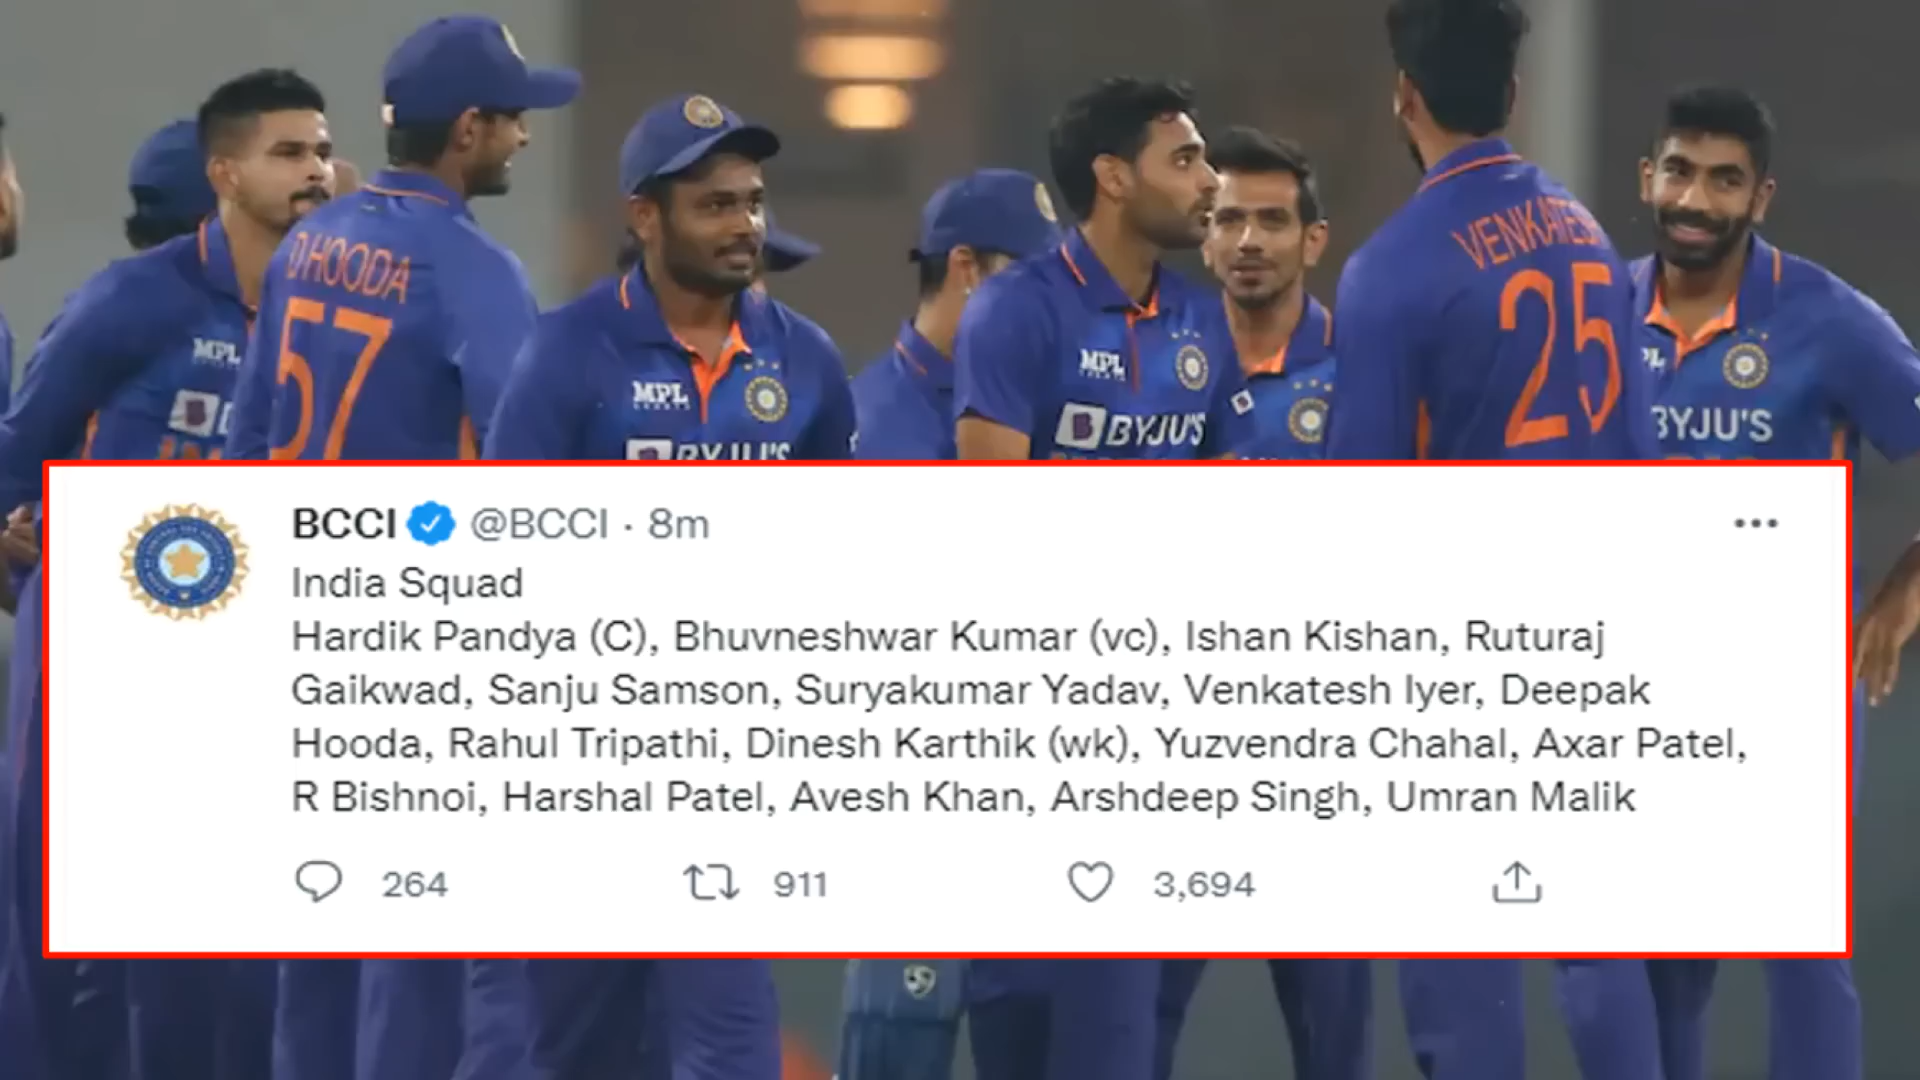 D HOODA
57
MPL
MPL
BYJU'S
MPL
BYJU'S
VENKATESH
25
PL
BYJU'S
BCCI @BCCI · 8m
India Squad
Hardik Pandya (C), Bhuvneshwar Kumar (vc), Ishan Kishan, Ruturaj
Gaikwad, Sanju Samson, Suryakumar Yadav, Venkatesh Iyer, Deepak
Hooda, Rahul Tripathi, Dinesh Karthik (wk), Yuzvendra Chahal, Axar Patel,
R Bishnoi, Harshal Patel, Avesh Khan, Arshdeep Singh, Umran Malik
264 911 3,694